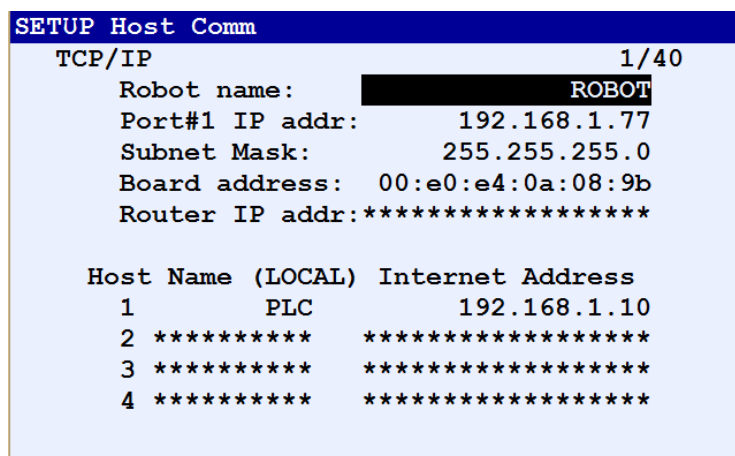 SETUP Host Comm
TCP/IP 1/40
Robot name: ROBOT
Port#1 IP addr: 192.168.1.77
Subnet Mask: 255.255.255.0
Board address: 00:e0:e4:0a:08:9b
Router IP addr:******************
Host Name (LOCAL) Internet Address
1 PLC 192.168.1.10
2 ********** ******************
3 ********** ******************
4 ********** ******************